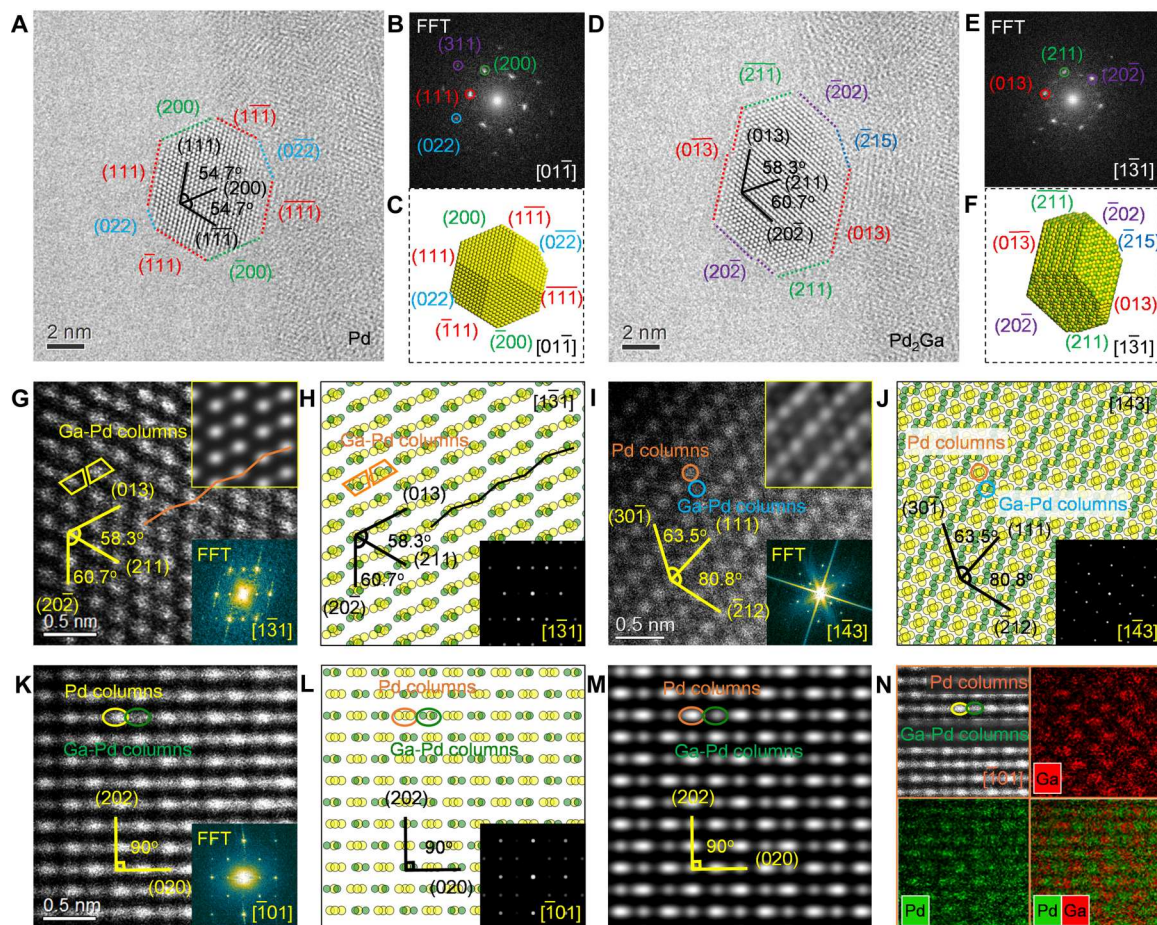 A
(200)
(11̅1̅)
(02̅2̅)
(111)
(111)
54.7°
(200)
54.7°
(11̅1̅)
(1̅1̅1̅)
(022)
(1̅11)
(2̅00)
2 nm
Pd
B
FFT
(311)
(200)
(111)
(022)
[011̅]
C
(200)
(11̅1̅)
(111)
(02̅2̅)
(022)
(1̅1̅1̅)
(1̅11)
(2̅00)
[011̅]
D
(2̅1̅1̅)
(2̅02)
(2̅15)
(01̅3̅)
(013)
58.3°
(211)
60.7°
(202̅)
(013)
(202̅)
(211)
2 nm
Pd₂Ga
E
FFT
(211)
(202̅)
(013)
[13̅1]
F
(2̅1̅1̅)
(2̅02)
(01̅3̅)
(2̅15)
(013)
(202̅)
(211)
[13̅1]
G
Ga-Pd columns
(013)
58.3°
(211)
60.7°
(202̅)
0.5 nm
FFT
[13̅1]
H
[13̅1]
Ga-Pd columns
(013)
58.3°
(211)
60.7°
(202̅)
[13̅1]
I
Pd columns
Ga-Pd columns
(301̅)
63.5°
(111)
80.8°
(2̅12)
0.5 nm
FFT
[14̅3]
J
[14̅3]
Pd columns
Ga-Pd columns
(301̅)
63.5°
(111)
80.8°
(2̅12)
[14̅3]
K
Pd columns
Ga-Pd columns
(202)
90°
(020)
0.5 nm
FFT
[1̅01]
L
Pd columns
Ga-Pd columns
(202)
90°
(020)
[1̅01]
M
Pd columns
Ga-Pd columns
(202)
90°
(020)
N
Pd columns
Ga-Pd columns
[1̅01]
Ga
Pd
Pd Ga